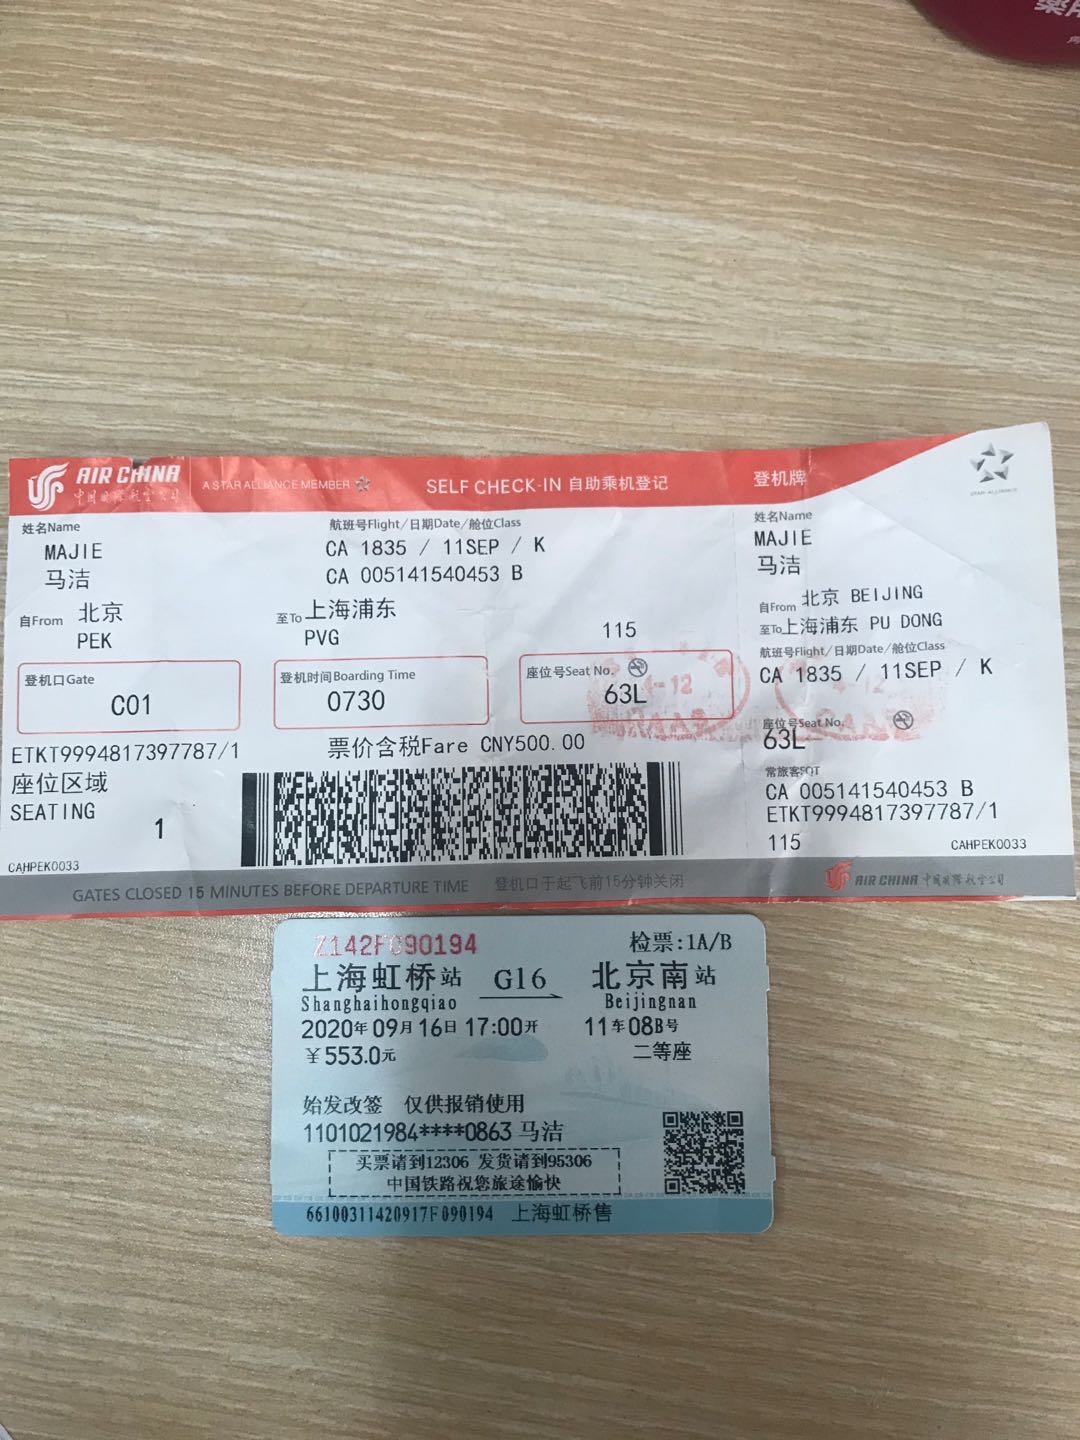 AIR CHINA
中国国际航空公司
A STAR ALLIANCE MEMBER
SELF CHECK-IN 自助乘机登记
登机牌
STAR ALLIANCE
姓名Name
MAJIE
马洁
航班号Flight/日期Date/舱位Class
CA 1835 / 11SEP / K
CA 005141540453 B
自From 北京
PEK
至To 上海浦东
PVG
115
登机口Gate
C01
登机时间Boarding Time
0730
座位号Seat No.
63L
ETKT9994817397787/1
票价含税Fare CNY500.00
座位区域
SEATING
1
CAHPEK0033
GATES CLOSED 15 MINUTES BEFORE DEPARTURE TIME 登机口于起飞前15分钟关闭
姓名Name
MAJIE
马洁
自From 北京 BEIJING
至To 上海浦东 PU DONG
航班号Flight/日期Date/舱位Class
CA 1835 / 11SEP / K
座位号Seat No.
63L
常旅客FQT
CA 005141540453 B
ETKT9994817397787/1
115
CAHPEK0033
AIR CHINA 中国国际航空公司
Z142F090194
检票:1A/B
上海虹桥站 G16 北京南站
Shanghaihongqiao Beijingnan
2020年09月16日17:00开 11车08B号
¥553.0元 二等座
始发改签 仅供报销使用
1101021984****0863 马洁
买票请到12306 发货请到95306
中国铁路祝您旅途愉快
66100311420917F090194 上海虹桥售